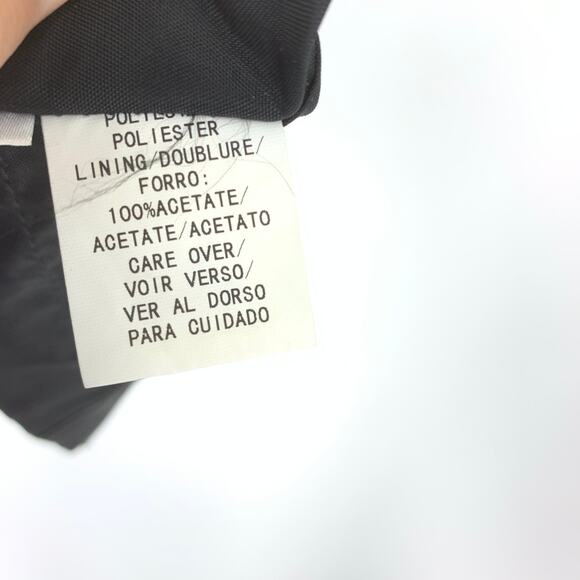 POLIESTER
LINING/DOUBLURE/
FORRO:
100%ACETATE/
ACETATE/ACETATO
CARE OVER/
VOIR VERSO/
VER AL DORSO
PARA CUIDADO